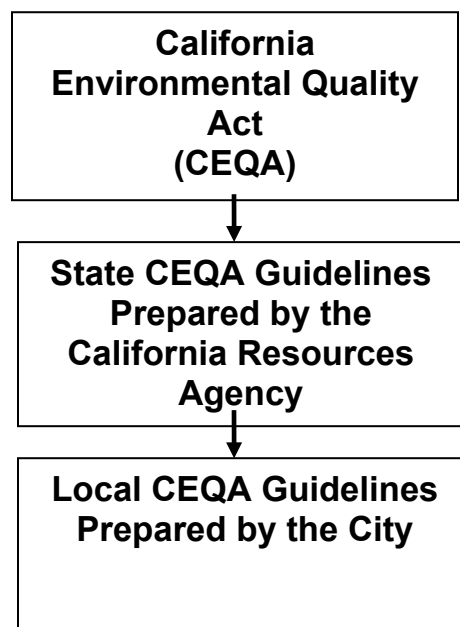 California
Environmental Quality
Act
(CEQA)
State CEQA Guidelines
Prepared by the
California Resources
Agency
Local CEQA Guidelines
Prepared by the City